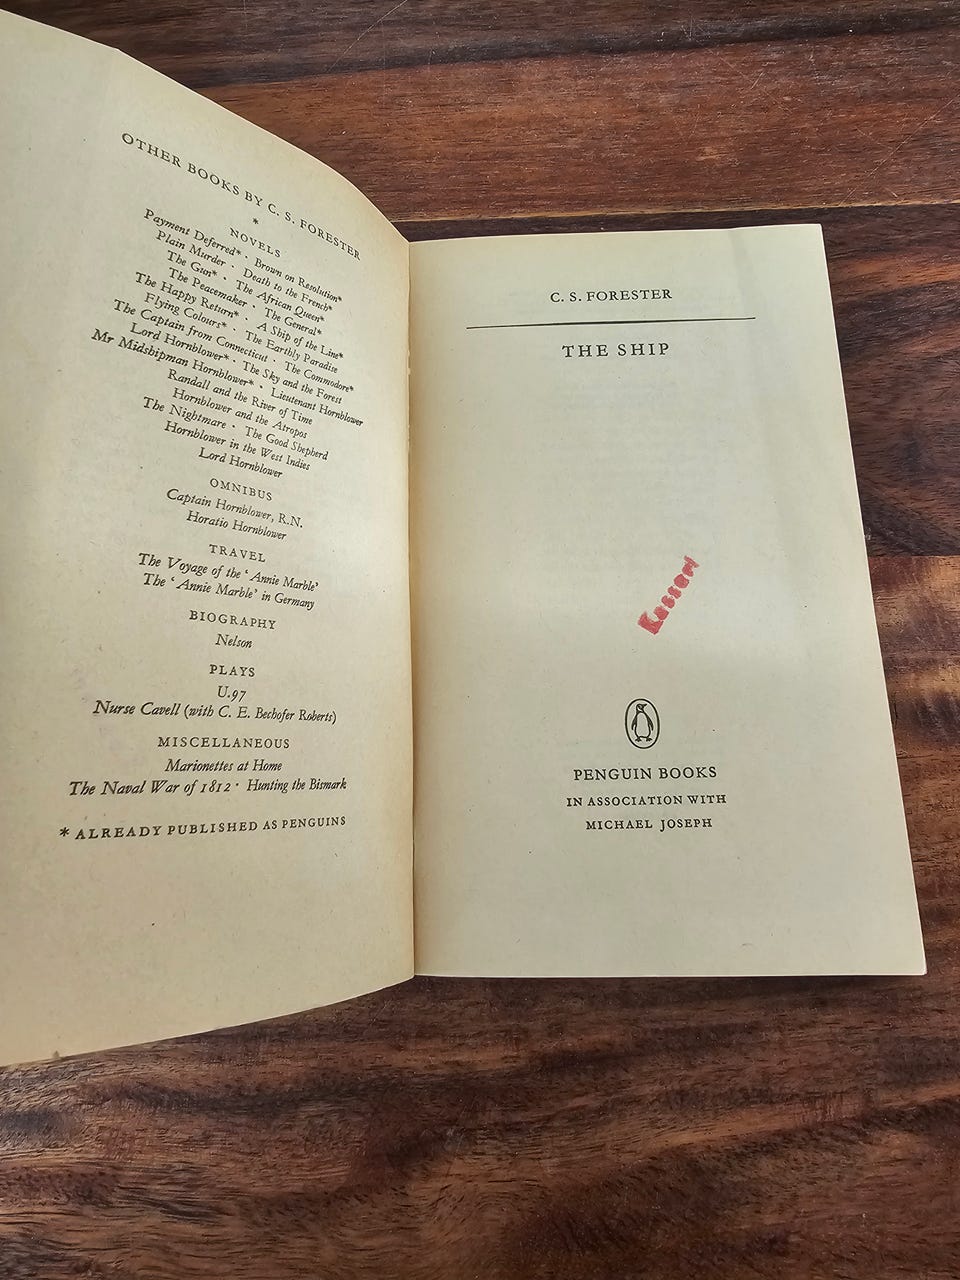 OTHER BOOKS BY C. S. FORESTER
*
NOVELS
Payment Deferred* · Brown on Resolution*
Plain Murder · Death to the French*
The Gun* · The African Queen*
The Peacemaker · The General*
The Happy Return* · A Ship of the Line*
Flying Colours* · The Earthly Paradise
The Captain from Connecticut · The Commodore*
Lord Hornblower* · The Sky and the Forest
Mr Midshipman Hornblower* · Lieutenant Hornblower
Randall and the River of Time
Hornblower and the Atropos
The Nightmare · The Good Shepherd
Hornblower in the West Indies
Lord Hornblower
OMNIBUS
Captain Hornblower, R.N.
Horatio Hornblower
TRAVEL
The Voyage of the ‘Annie Marble’
The ‘Annie Marble’ in Germany
BIOGRAPHY
Nelson
PLAYS
U.97
Nurse Cavell (with C. E. Bechofer Roberts)
MISCELLANEOUS
Marionettes at Home
The Naval War of 1812 · Hunting the Bismark
* ALREADY PUBLISHED AS PENGUINS
C. S. FORESTER
THE SHIP
PENGUIN BOOKS
IN ASSOCIATION WITH
MICHAEL JOSEPH